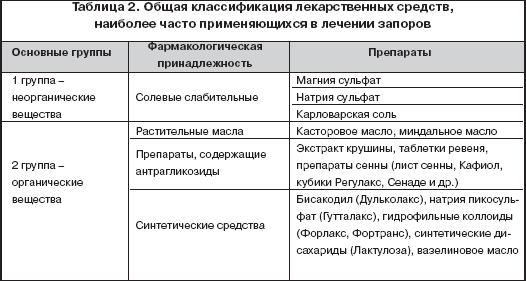 Таблица 2. Общая классификация лекарственных средств,
наиболее часто применяющихся в лечении запоров
Основные группы
Фармакологическая
принадлежность
Препараты
1 группа –
неорганические
вещества
Солевые слабительные
Магния сульфат
Натрия сульфат
Карловарская соль
2 группа –
органические
вещества
Растительные масла
Касторовое масло, миндальное масло
Препараты, содержащие
антрагликозиды
Экстракт крушины, таблетки ревеня,
препараты сенны (лист сенны, Кафиол,
кубики Регулакс, Сенаде и др.)
Синтетические средства
Бисакодил (Дульколакс), натрия пикосуль-
фат (Гутталакс), гидрофильные коллоиды
(Форлакс, Фортранс), синтетические ди-
сахариды (Лактулоза), вазелиновое масло